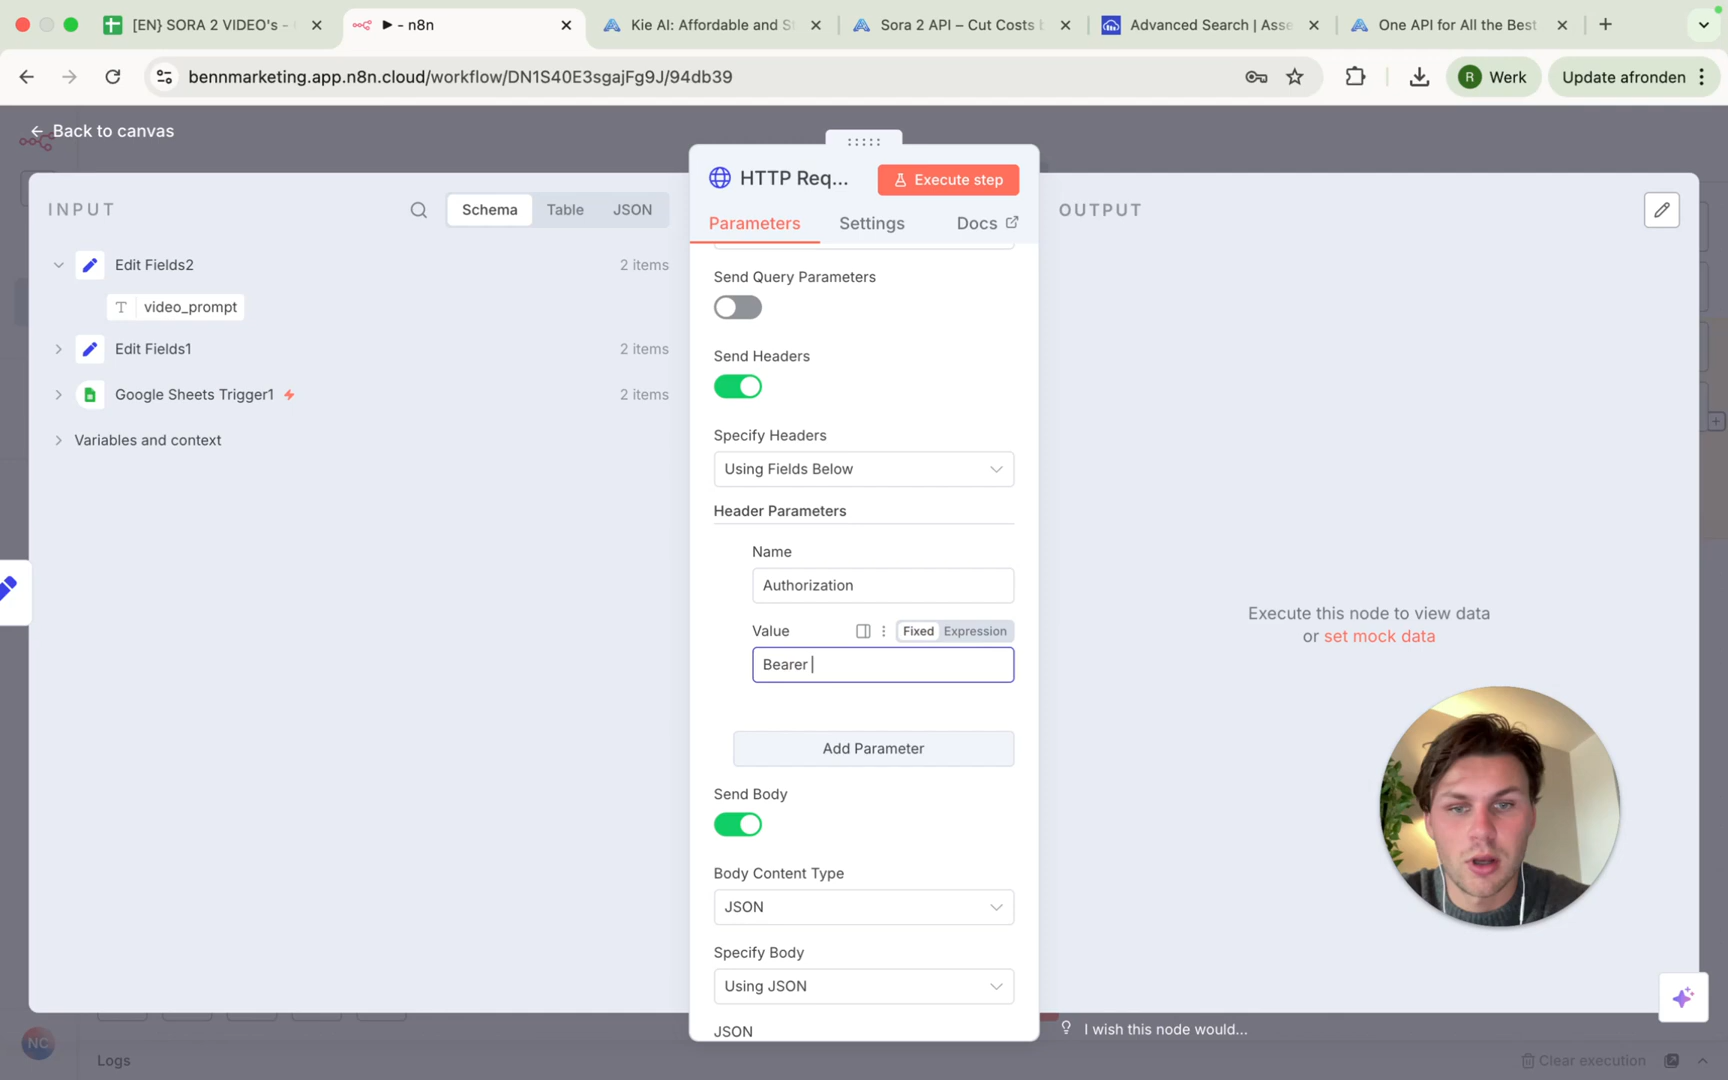 [EN] SORA 2 VIDEO's -
▶ - n8n
Kie AI: Affordable and S
Sora 2 API – Cut Costs b
Advanced Search | Asse
One API for All the Best
bennmarketing.app.n8n.cloud/workflow/DN1S40E3sgajFg9J/94db39
R
Werk
Update afronden
Back to canvas
HTTP Req...
Execute step
INPUT
Schema
Table
JSON
Parameters
Settings
Docs
OUTPUT
Edit Fields2
2 items
T video_prompt
Edit Fields1
2 items
Google Sheets Trigger1
2 items
Variables and context
Send Query Parameters
Send Headers
Specify Headers
Using Fields Below
Header Parameters
Name
Authorization
Value
Fixed
Expression
Bearer
Add Parameter
Send Body
Body Content Type
JSON
Specify Body
Using JSON
JSON
Execute this node to view data
or set mock data
I wish this node would...
NC
Logs
Clear execution